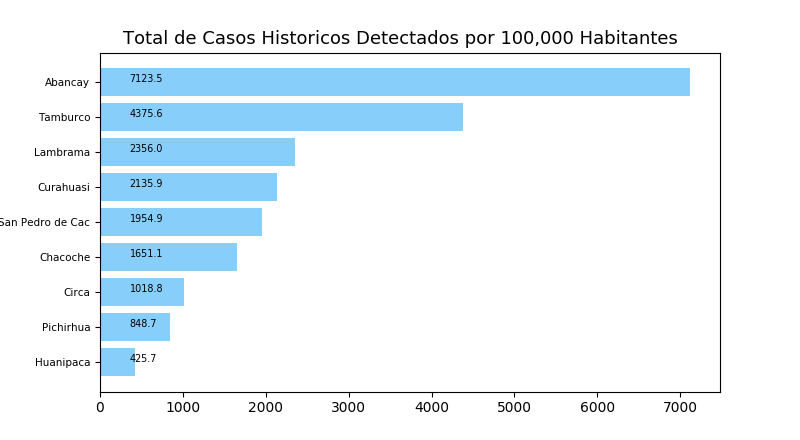 Total de Casos Historicos Detectados por 100,000 Habitantes
Abancay 7123.5
Tamburco 4375.6
Lambrama 2356.0
Curahuasi 2135.9
San Pedro de Cac 1954.9
Chacoche 1651.1
Circa 1018.8
Pichirhua 848.7
Huanipaca 425.7
0 1000 2000 3000 4000 5000 6000 7000